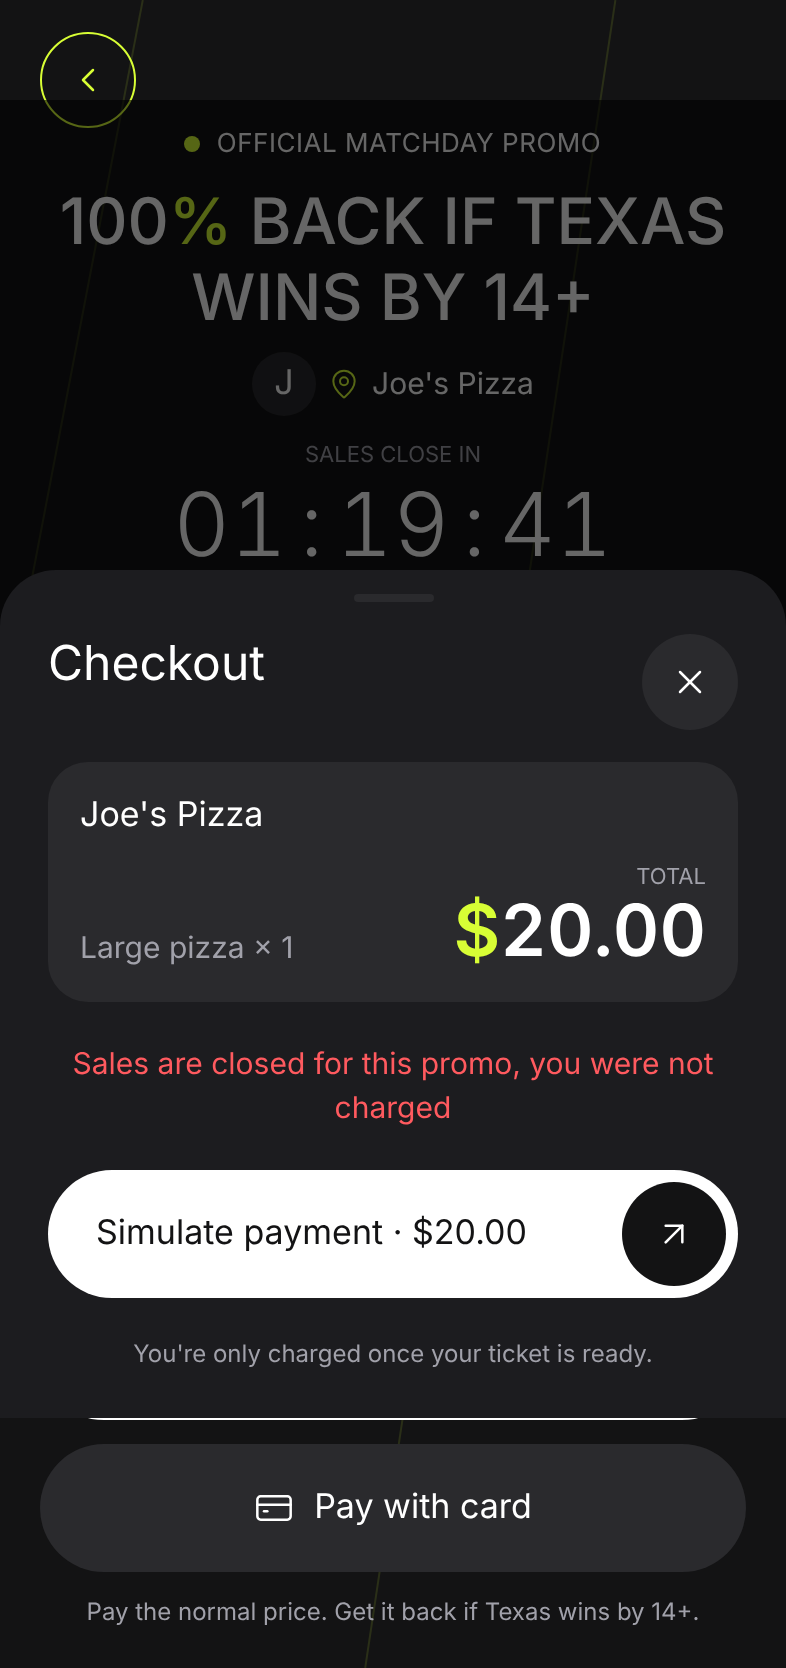 OFFICIAL MATCHDAY PROMO
100% BACK IF TEXAS
WINS BY 14+
J Joe's Pizza
SALES CLOSE IN
01:19:41
Checkout
Joe's Pizza
TOTAL
Large pizza × 1 $20.00
Sales are closed for this promo, you were not
charged
Simulate payment · $20.00
You're only charged once your ticket is ready.
Pay with card
Pay the normal price. Get it back if Texas wins by 14+.